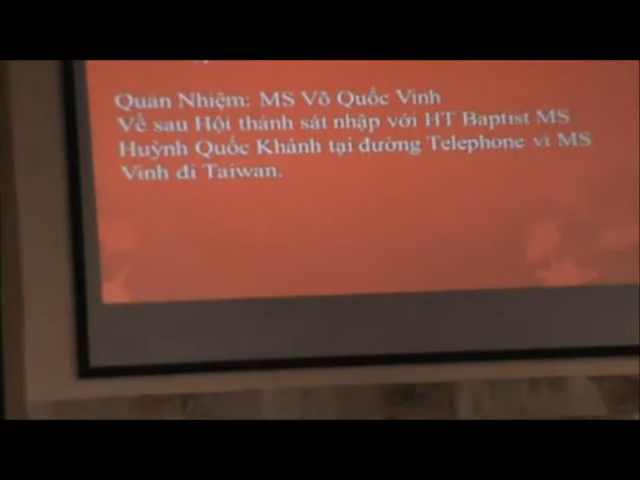 Quản Nhiệm: MS Võ Quốc Vinh
Về sau Hội thánh sát nhập với HT Baptist MS
Huỳnh Quốc Khánh tại đường Telephone vì MS
Vinh đi Taiwan.